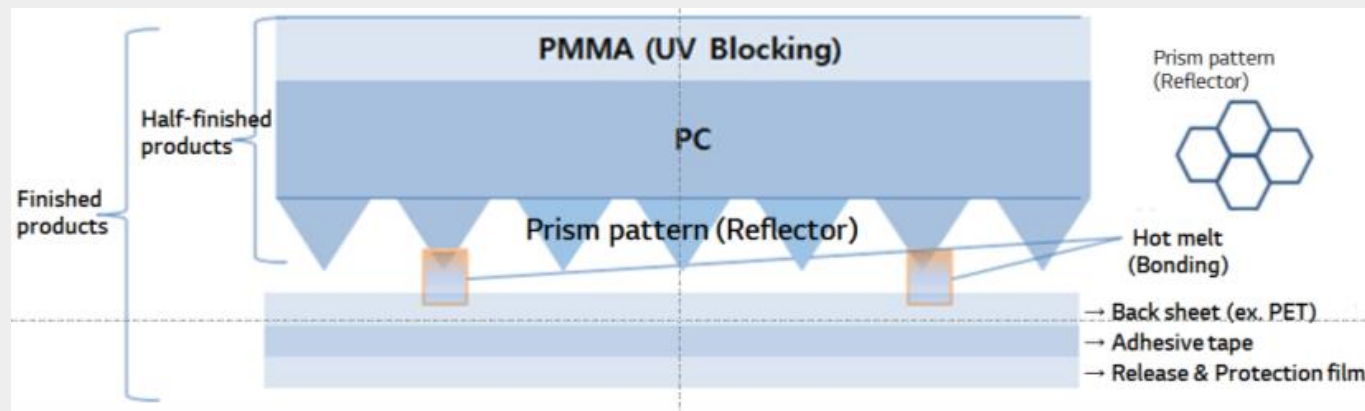 PMMA (UV Blocking)
Prism pattern
(Reflector)
Half-finished
products
PC
Finished
products
Prism pattern (Reflector)
Hot melt
(Bonding)
→ Back sheet (ex. PET)
→ Adhesive tape
→ Release & Protection film